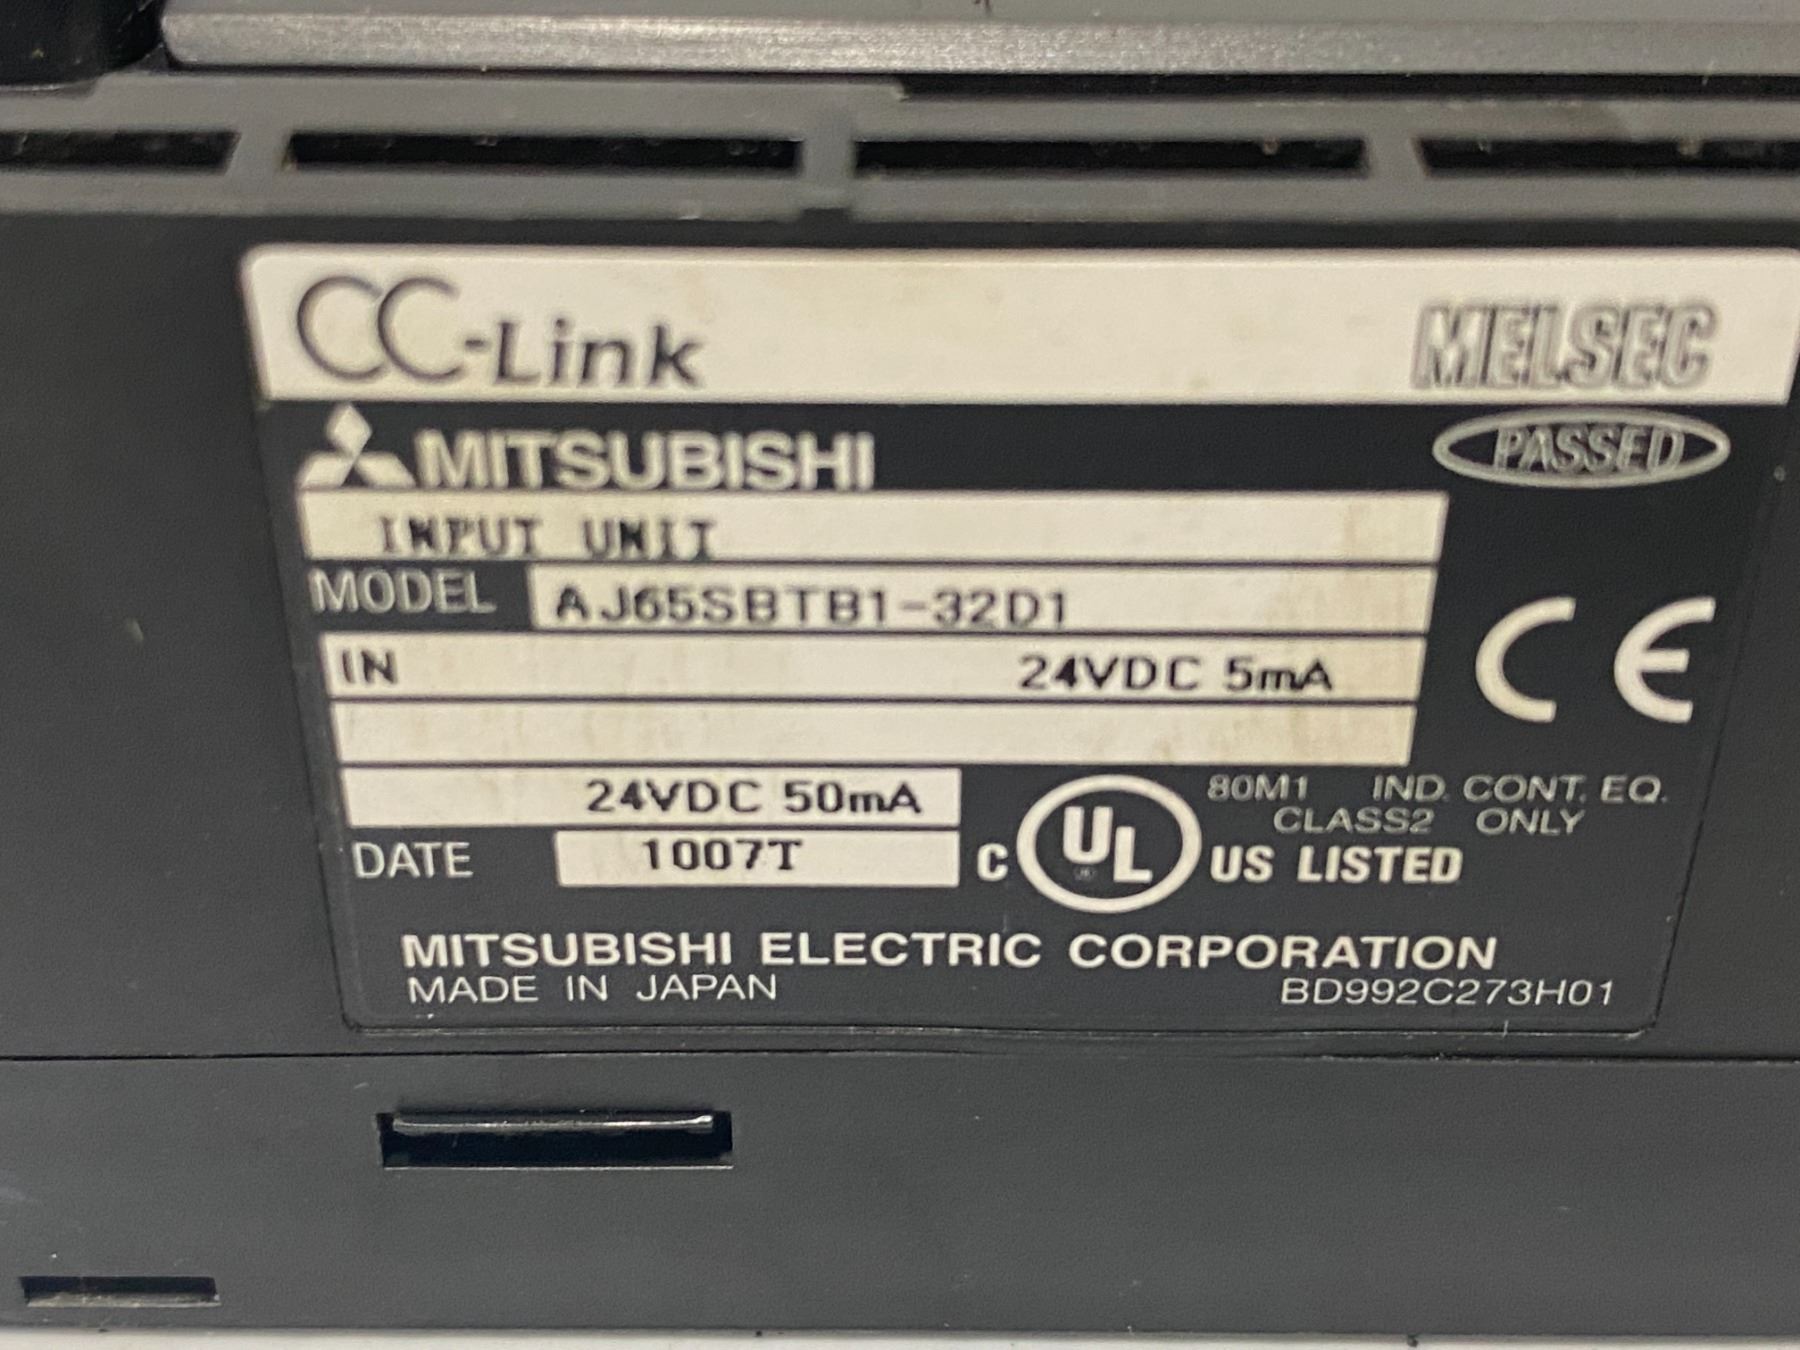 CC-Link MELSEC
MITSUBISHI PASSED
INPUT UNIT
MODEL AJ65SBTB1-32D1
IN 24VDC 5mA
24VDC 50mA
80M1 IND. CONT. EQ.
CLASS2 ONLY
DATE 1007T C UL ® US LISTED
MITSUBISHI ELECTRIC CORPORATION
MADE IN JAPAN BD992C273H01
CE